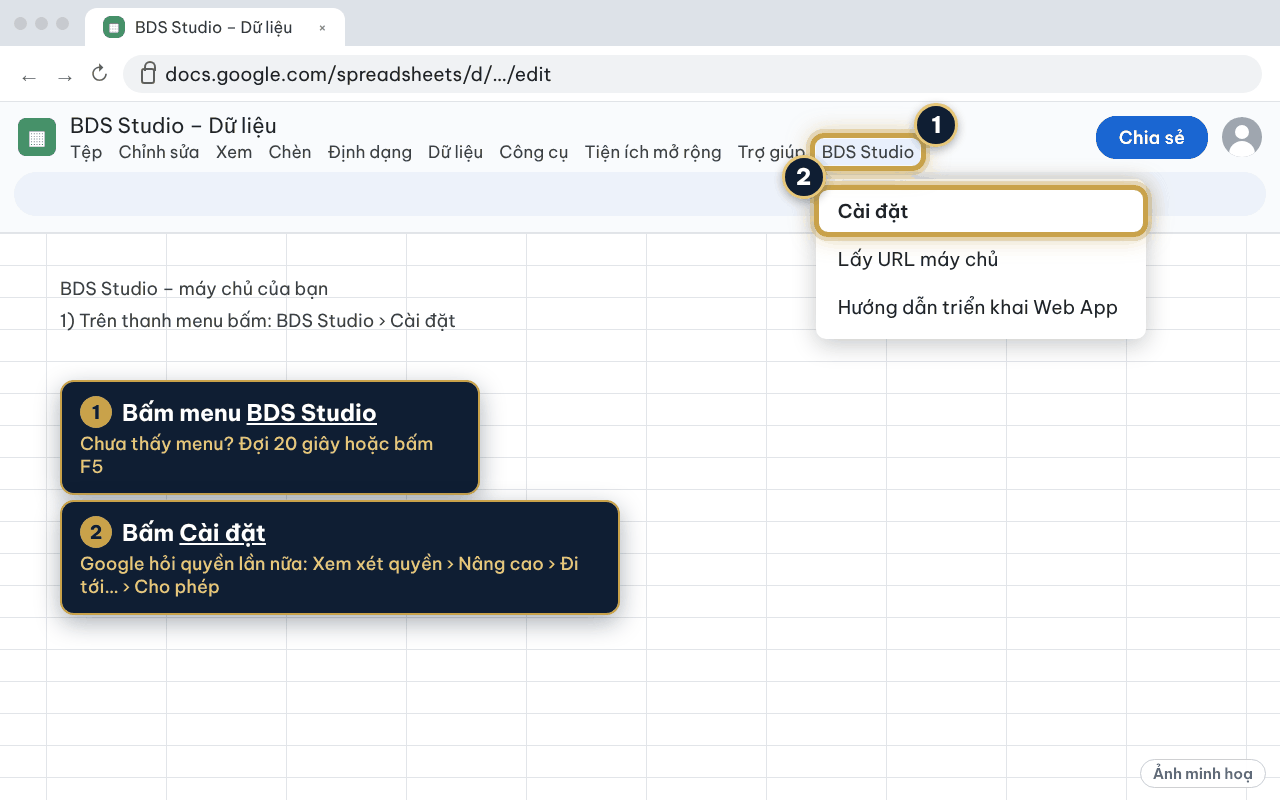 BDS Studio – Dữ liệu ×
docs.google.com/spreadsheets/d/.../edit
BDS Studio – Dữ liệu
Tệp Chỉnh sửa Xem Chèn Định dạng Dữ liệu Công cụ Tiện ích mở rộng Trợ giúp BDS Studio
1
Chia sẻ
2
Cài đặt
Lấy URL máy chủ
Hướng dẫn triển khai Web App
BDS Studio – máy chủ của bạn
1) Trên thanh menu bấm: BDS Studio › Cài đặt
1 Bấm menu BDS Studio
Chưa thấy menu? Đợi 20 giây hoặc bấm
F5
2 Bấm Cài đặt
Google hỏi quyền lần nữa: Xem xét quyền › Nâng cao › Đi
tới... › Cho phép
Ảnh minh hoạ